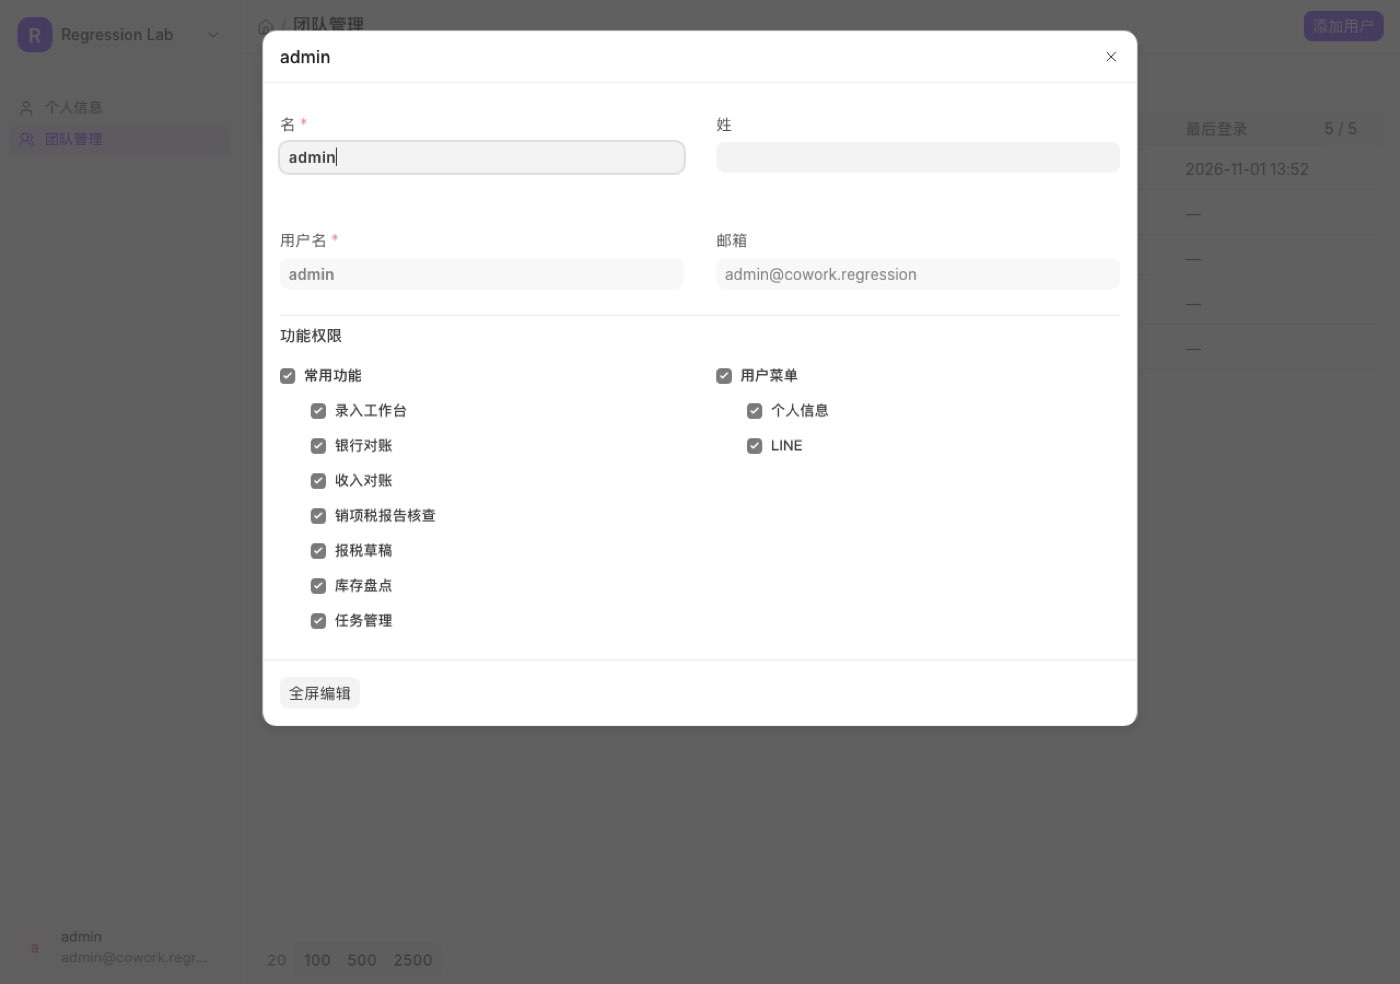 R Regression Lab
个人信息
团队管理
/ 团队管理
添加用户
最后登录 5 / 5
2026-11-01 13:52
—
—
—
—
admin
名 *
admin
姓
用户名 *
admin
邮箱
admin@cowork.regression
功能权限
常用功能
录入工作台
银行对账
收入对账
销项税报告核查
报税草稿
库存盘点
任务管理
用户菜单
个人信息
LINE
全屏编辑
a
admin
admin@cowork.regr...
20 100 500 2500